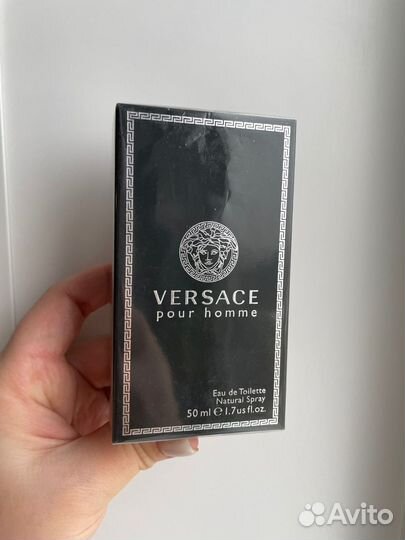 VERSACE
pour homme
Eau de Toilette
Natural Spray
50 ml ℮ 1.7 us fl.oz.
Avito